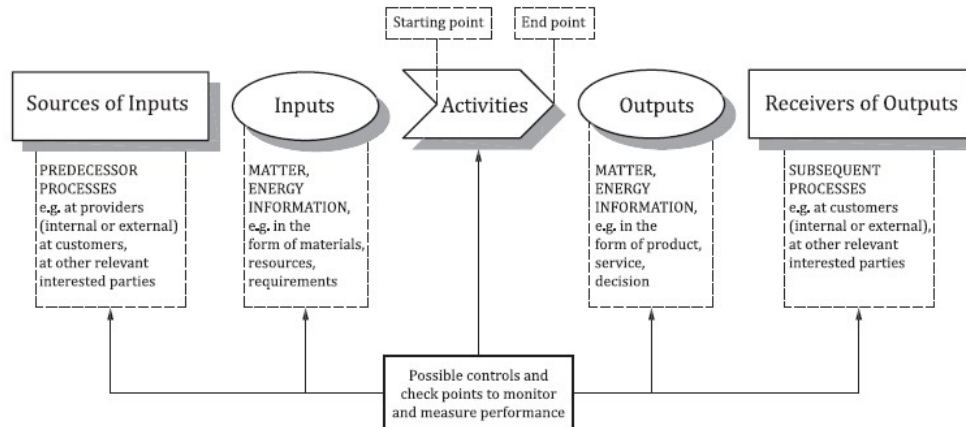 Starting point
End point
Sources of Inputs
Inputs
Activities
Outputs
Receivers of Outputs
PREDECESSOR
PROCESSES
e.g. at providers
(internal or external)
at customers,
at other relevant
interested parties
MATTER,
ENERGY
INFORMATION,
e.g. in the
form of materials,
resources,
requirements
MATTER,
ENERGY
INFORMATION,
e.g. in the
form of product,
service,
decision
SUBSEQUENT
PROCESSES
e.g. at customers
(internal or external),
at other relevant
interested parties
Possible controls and
check points to monitor
and measure performance